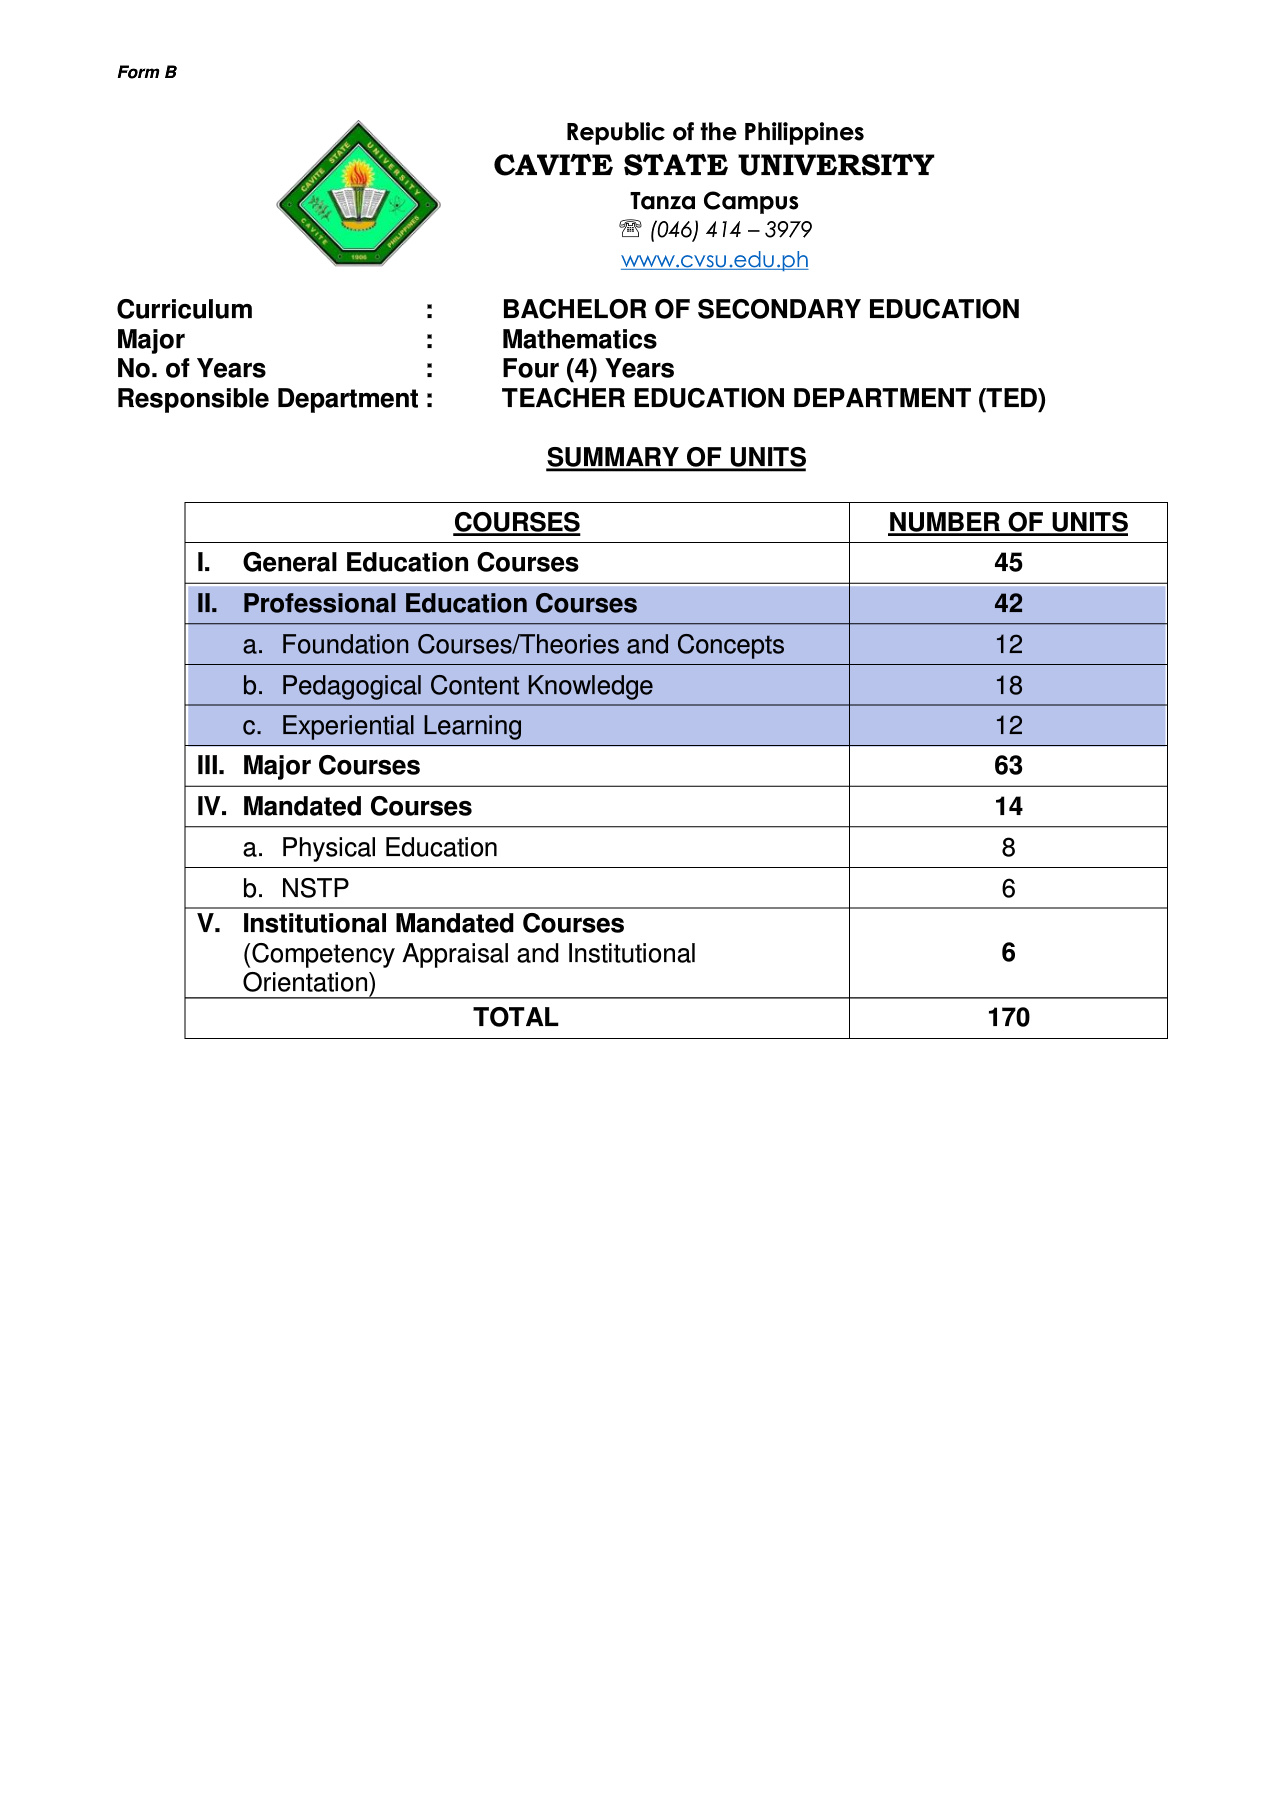 Form B
Republic of the Philippines
CAVITE STATE UNIVERSITY
Tanza Campus
☏ (046) 414 – 3979
www.cvsu.edu.ph
CAVITE STATE UNIVERSITY
CAVITE 1906 PHILIPPINES
Curriculum : BACHELOR OF SECONDARY EDUCATION
Major : Mathematics
No. of Years : Four (4) Years
Responsible Department : TEACHER EDUCATION DEPARTMENT (TED)
SUMMARY OF UNITS
COURSES NUMBER OF UNITS
I. General Education Courses 45
II. Professional Education Courses 42
a. Foundation Courses/Theories and Concepts 12
b. Pedagogical Content Knowledge 18
c. Experiential Learning 12
III. Major Courses 63
IV. Mandated Courses 14
a. Physical Education 8
b. NSTP 6
V. Institutional Mandated Courses
(Competency Appraisal and Institutional
Orientation) 6
TOTAL 170